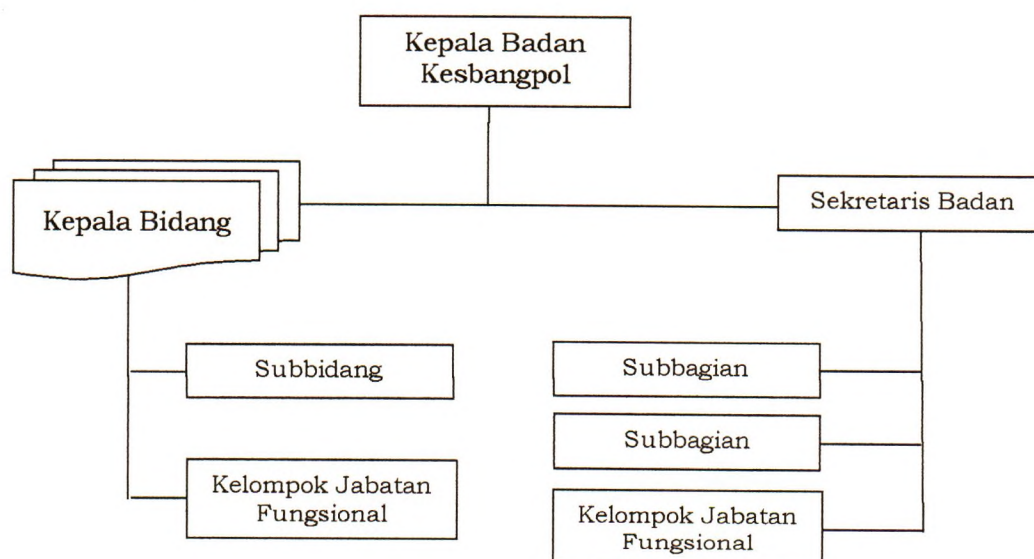 Kepala Badan
Kesbangpol
Kepala Bidang
Sekretaris Badan
Subbidang
Kelompok Jabatan
Fungsional
Subbagian
Subbagian
Kelompok Jabatan
Fungsional